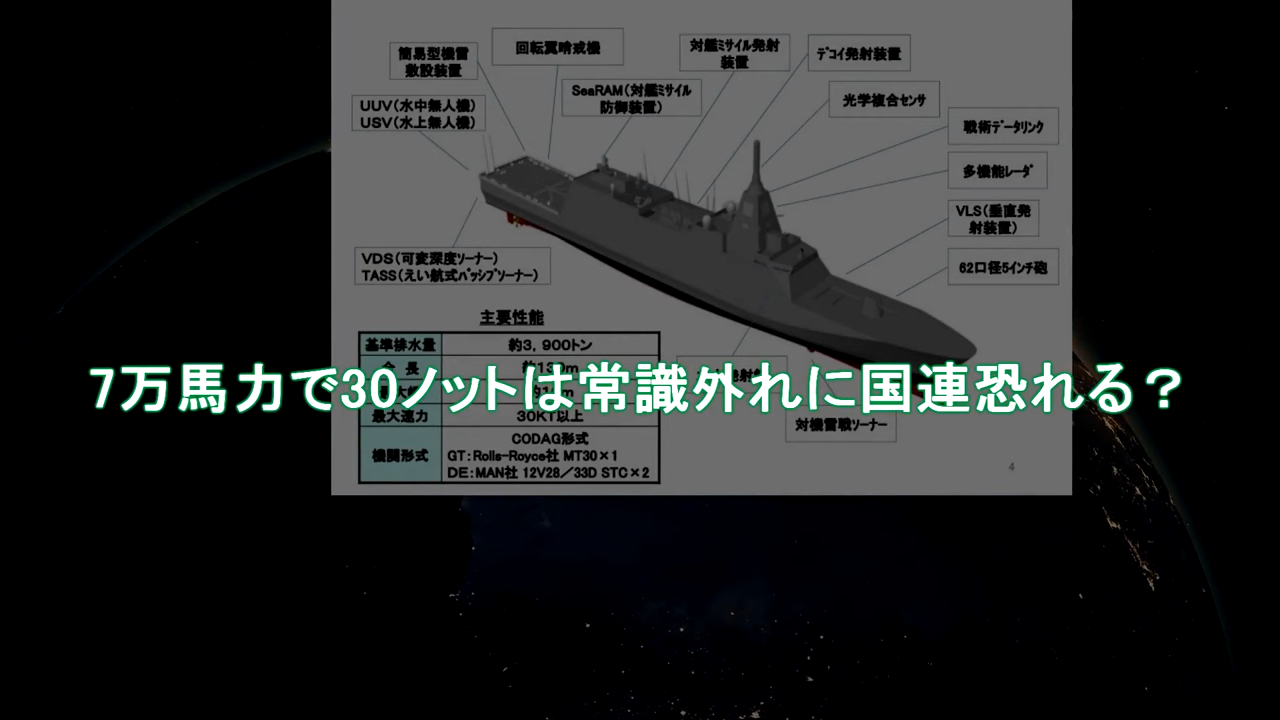 簡易型機雷
敷設装置
回転翼哨戒機
対艦ミサイル発射
装置
デコイ発射装置
UUV(水中無人機)
USV(水上無人機)
SeaRAM(対艦ミサイル
防御装置)
光学複合センサ
戦術データリンク
多機能レーダ
VLS(垂直発
射装置)
62口径5インチ砲
VDS(可変深度ソーナー)
TASS(えい航式パッシブソーナー)
主要性能
基準排水量 約3,900トン
7万馬力で30ノットは常識外れに国連恐れる?
最大速力 30KT以上
対機雷戦ソーナー
機関形式 CODAG形式
GT:Rolls-Royce社 MT30×1
DE:MAN社 12V28/33D STC×2
4